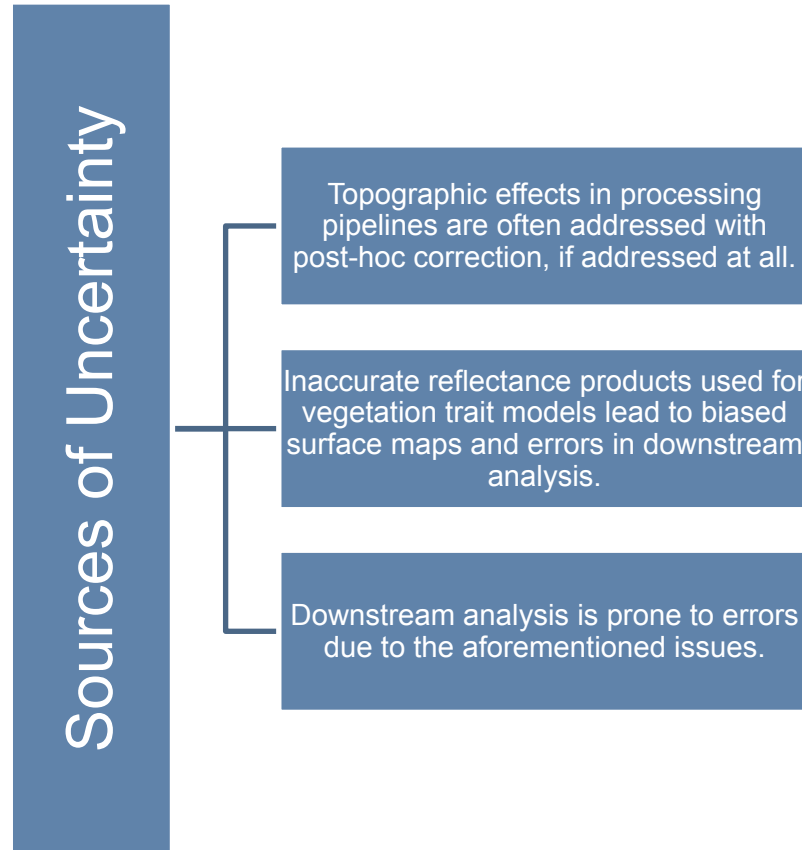 Sources of Uncertainty
Topographic effects in processing
pipelines are often addressed with
post-hoc correction, if addressed at all.
Inaccurate reflectance products used for
vegetation trait models lead to biased
surface maps and errors in downstream
analysis.
Downstream analysis is prone to errors
due to the aforementioned issues.